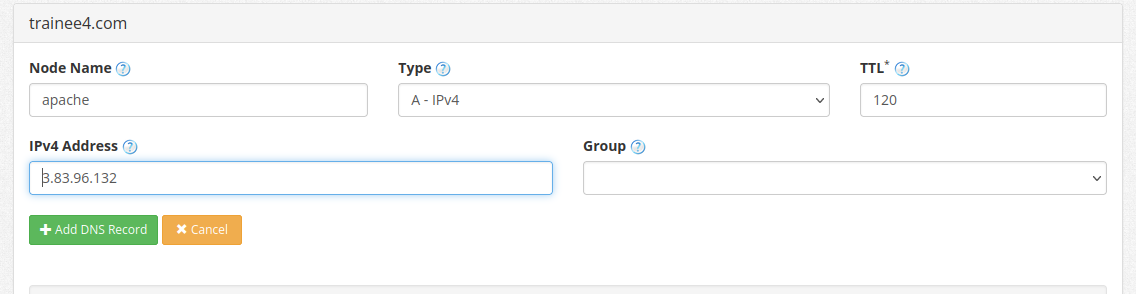 trainee4.com
Node Name ?
Type ?
TTL* ?
apache
A - IPv4
120
IPv4 Address ?
Group ?
3.83.96.132
Add DNS Record
Cancel